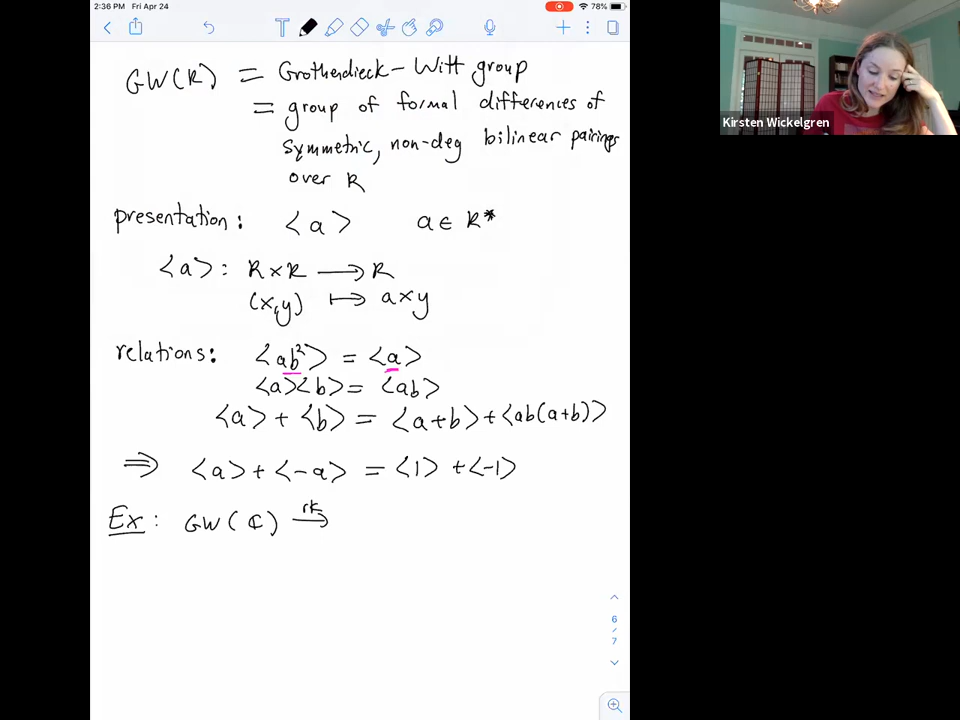 2:36 PM Fri Apr 24
78%
GW(k) = Grothendieck-Witt group
= group of formal differences of
symmetric, non-deg bilinear pairings
over k
presentation: <a> a ∈ k*
<a>: k×k ⟶ k
(x,y) ⟼ axy
relations: <ab²> = <a>
<a><b> = <ab>
<a> + <b> = <a+b> + <ab(a+b)>
⟹ <a> + <-a> = <1> + <-1>
Ex: GW(ℂ) rk⟶
6
/
7
Kirsten Wickelgren